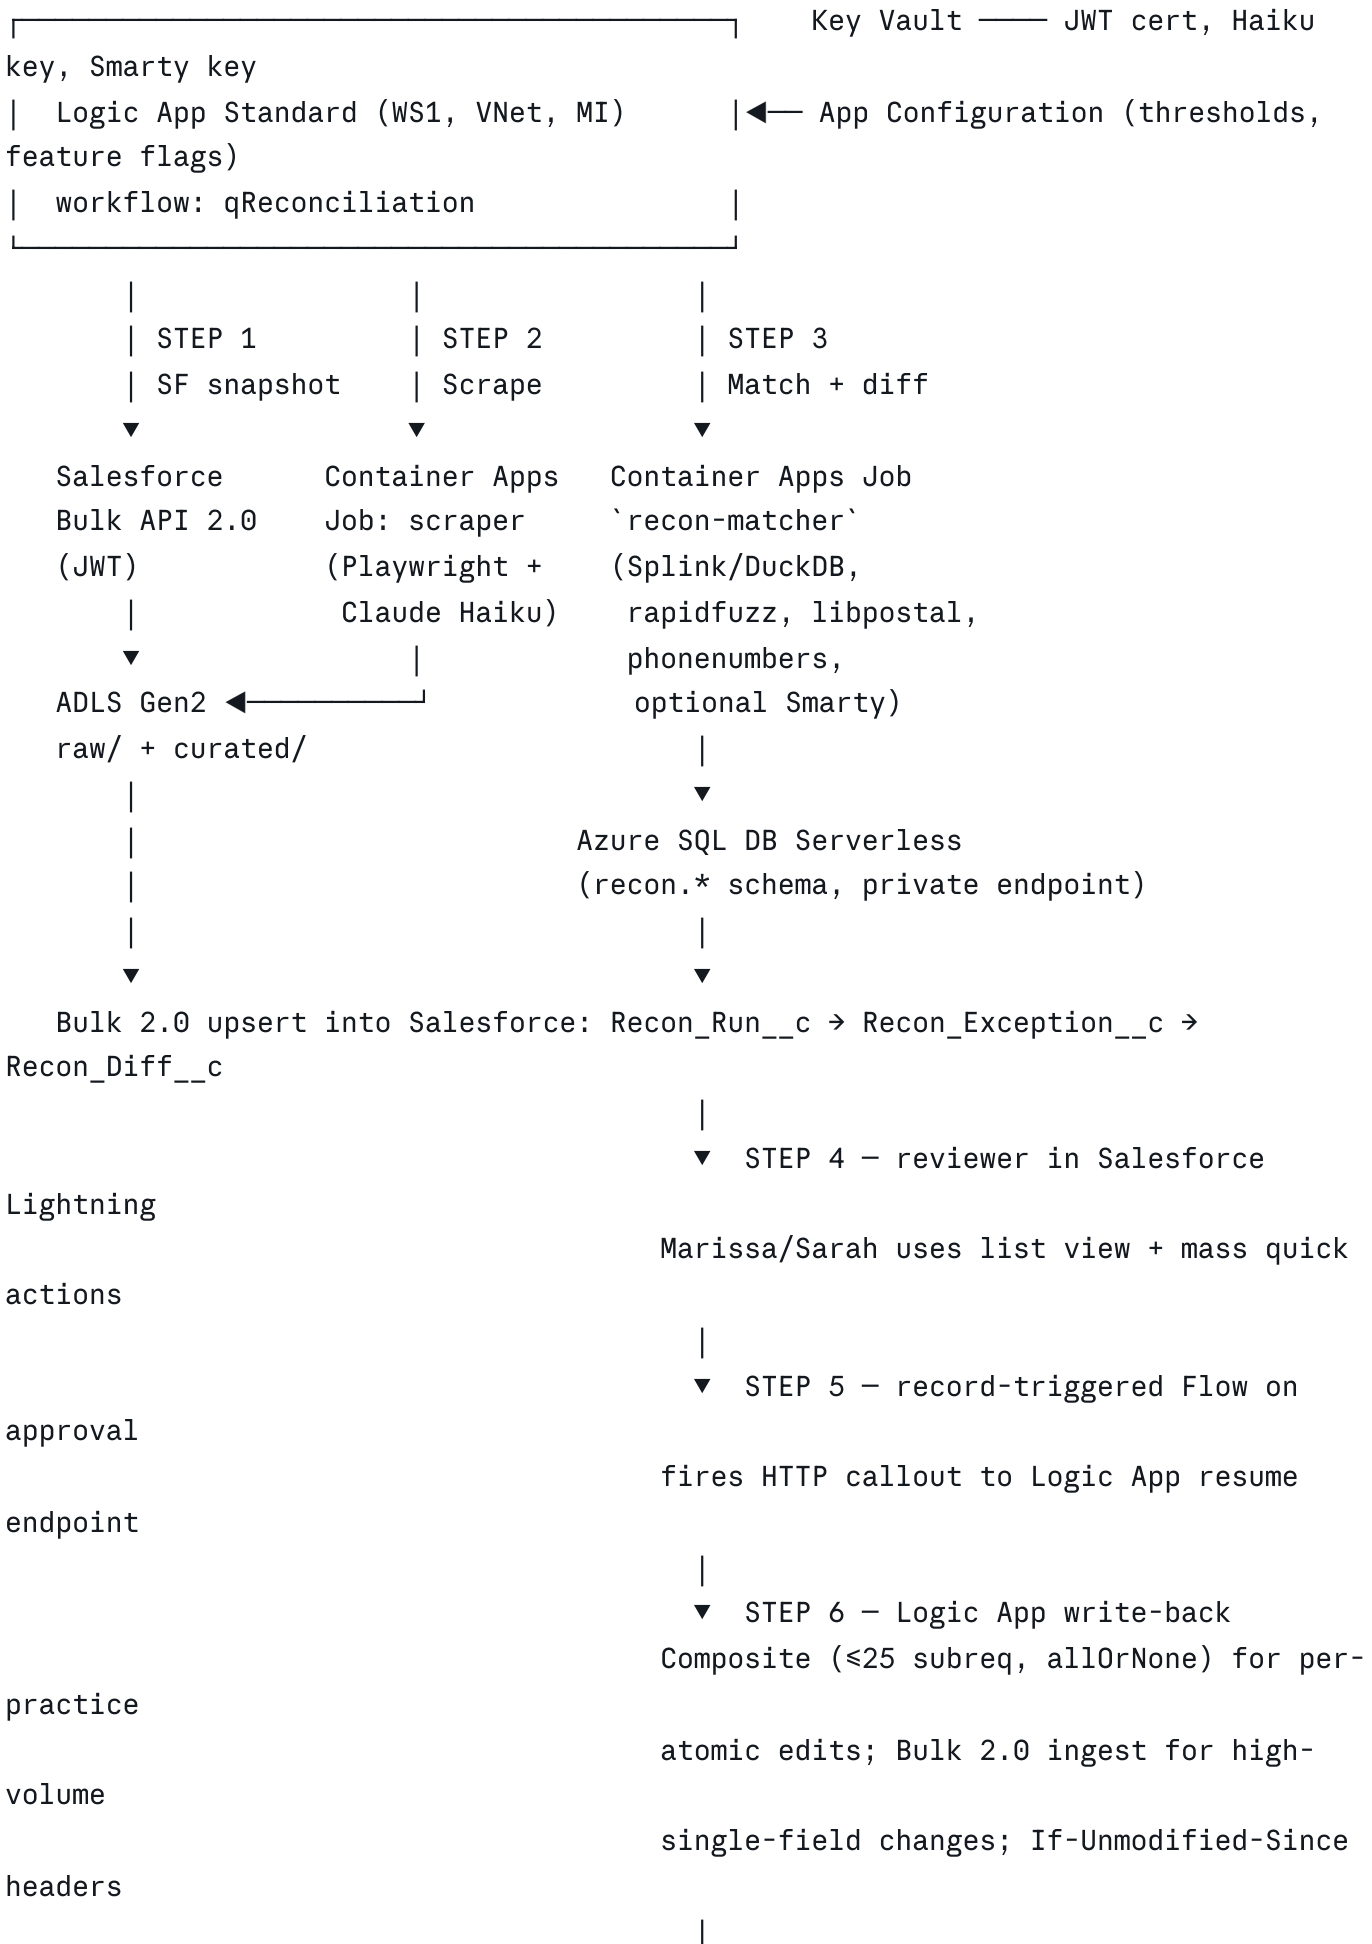 Key Vault ──── JWT cert, Haiku
key, Smarty key
│ Logic App Standard (WS1, VNet, MI) │◄── App Configuration (thresholds,
feature flags)
│ workflow: qReconciliation │
│ STEP 1 │ STEP 2 │ STEP 3
│ SF snapshot │ Scrape │ Match + diff
▼ ▼ ▼
Salesforce Container Apps Container Apps Job
Bulk API 2.0 Job: scraper `recon-matcher`
(JWT) (Playwright + (Splink/DuckDB,
│ Claude Haiku) rapidfuzz, libpostal,
▼ │ phonenumbers,
ADLS Gen2 ◄──────────┘ optional Smarty)
raw/ + curated/ │
│ ▼
│ Azure SQL DB Serverless
│ (recon.* schema, private endpoint)
│ │
▼ ▼
Bulk 2.0 upsert into Salesforce: Recon_Run__c → Recon_Exception__c →
Recon_Diff__c
│
▼ STEP 4 — reviewer in Salesforce
Lightning
Marissa/Sarah uses list view + mass quick
actions
│
▼ STEP 5 — record-triggered Flow on
approval
fires HTTP callout to Logic App resume
endpoint
│
▼ STEP 6 — Logic App write-back
Composite (≤25 subreq, allOrNone) for per-
practice
atomic edits; Bulk 2.0 ingest for high-
volume
single-field changes; If-Unmodified-Since
headers
│